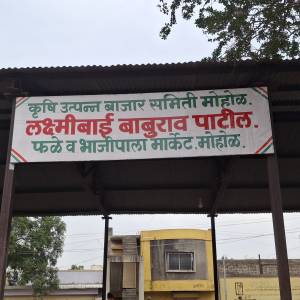 कृषि उत्पन्न बाजार समिती मोहोळ.
लक्ष्मीबाई बाबुराव पाटील.
फळे व भाजीपाला मार्केट, मोहोळ.